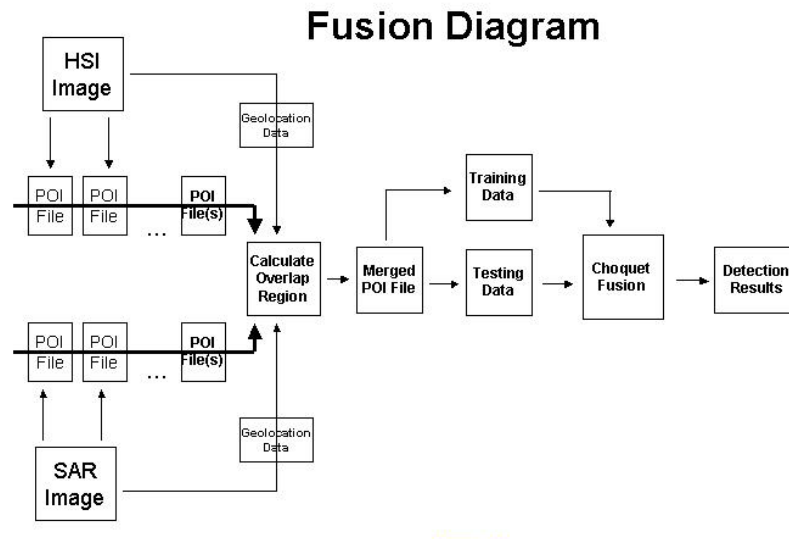 Fusion Diagram
HSI
Image
Geolocation
Data
POI
File
POI
File
...
POI
File(s)
Training
Data
Calculate
Overlap
Region
Merged
POI File
Testing
Data
Choquet
Fusion
Detection
Results
POI
File
POI
File
...
POI
File(s)
Geolocation
Data
SAR
Image